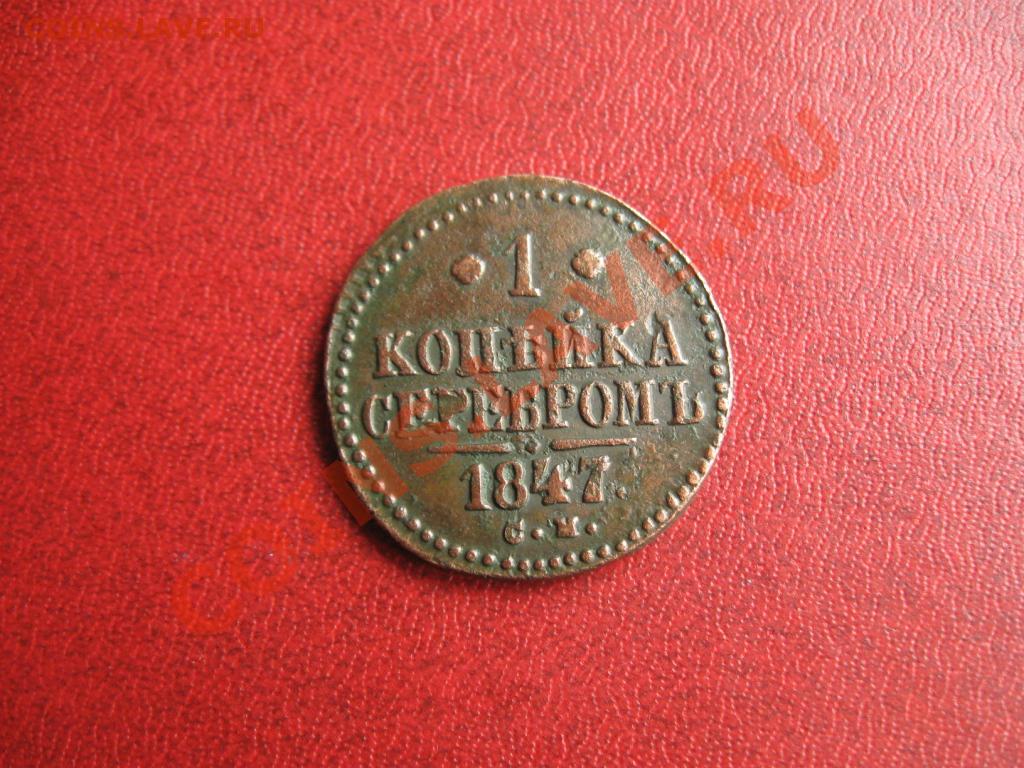 COINS.LAVE.RU
• 1 •
КОПѢЙКА
СЕРЕБРОМЪ
1847.
С.М.
COINS.LAVE.RU